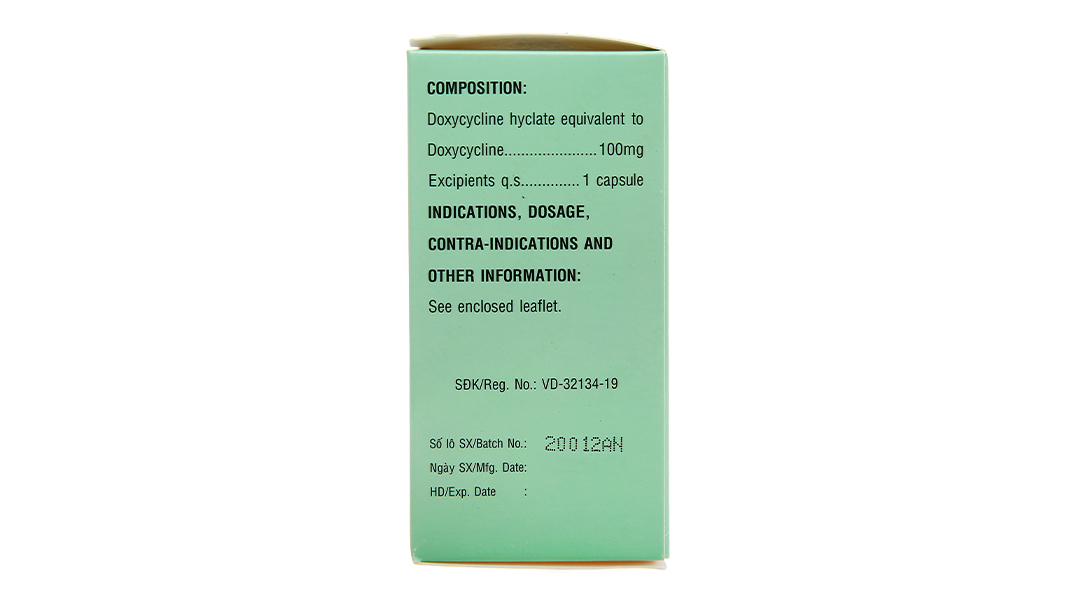 COMPOSITION:
Doxycycline hyclate equivalent to
Doxycycline......................100mg
Excipients q.s..............1 capsule
INDICATIONS, DOSAGE,
CONTRA-INDICATIONS AND
OTHER INFORMATION:
See enclosed leaflet.
SĐK/Reg. No.: VD-32134-19
Số lô SX/Batch No.: 20012AN
Ngày SX/Mfg. Date:
HD/Exp. Date :